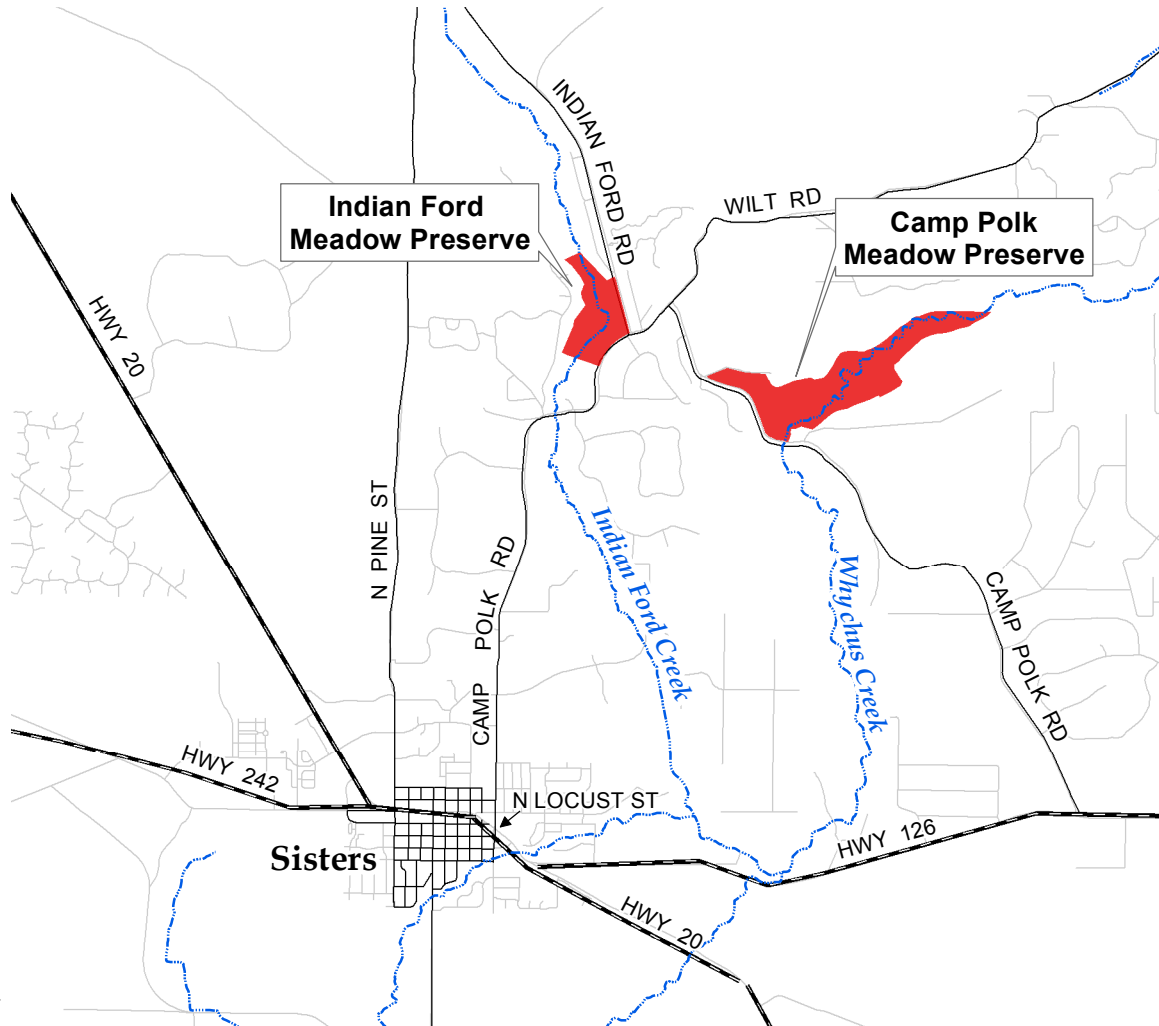 INDIAN FORD RD
WILT RD
Indian Ford
Meadow Preserve
Camp Polk
Meadow Preserve
HWY 20
N PINE ST
CAMP POLK RD
Indian Ford Creek
Whychus Creek
CAMP POLK RD
HWY 242
N LOCUST ST
HWY 126
Sisters
HWY 20